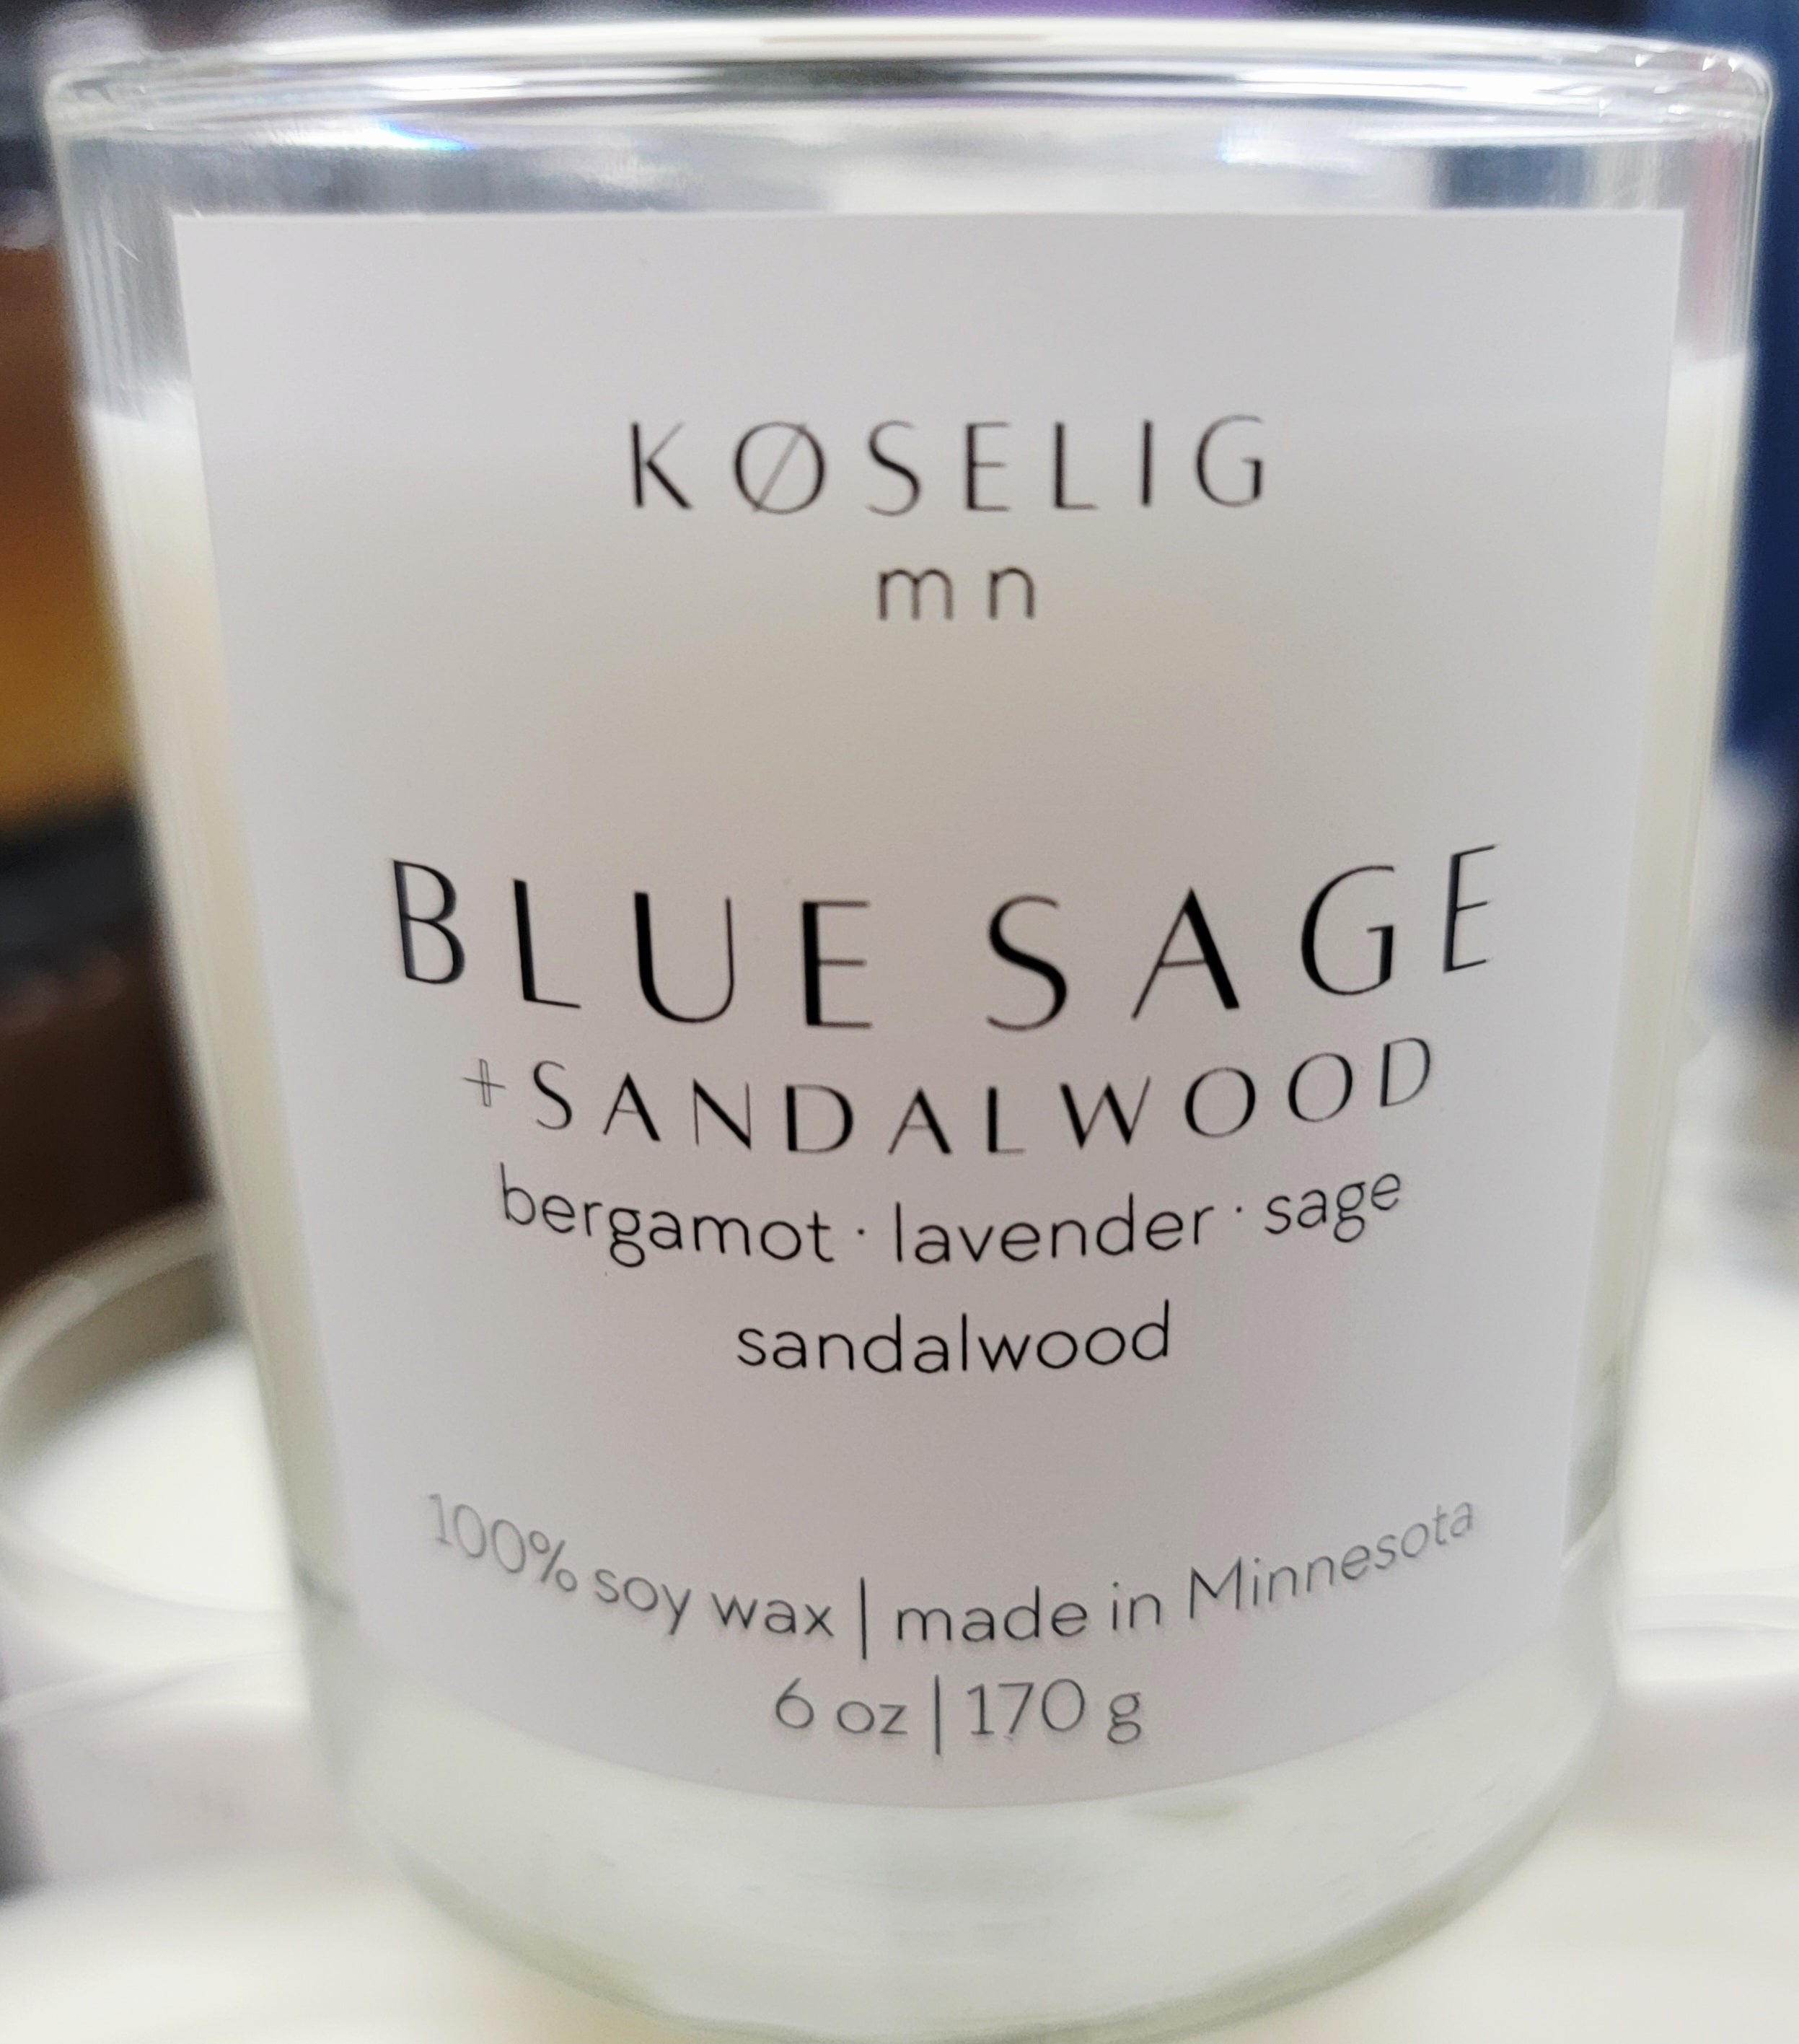 KØSELIG
mn
BLUE SAGE
+SANDALWOOD
bergamot · lavender · sage
sandalwood
100% soy wax | made in Minnesota
6 oz | 170 g